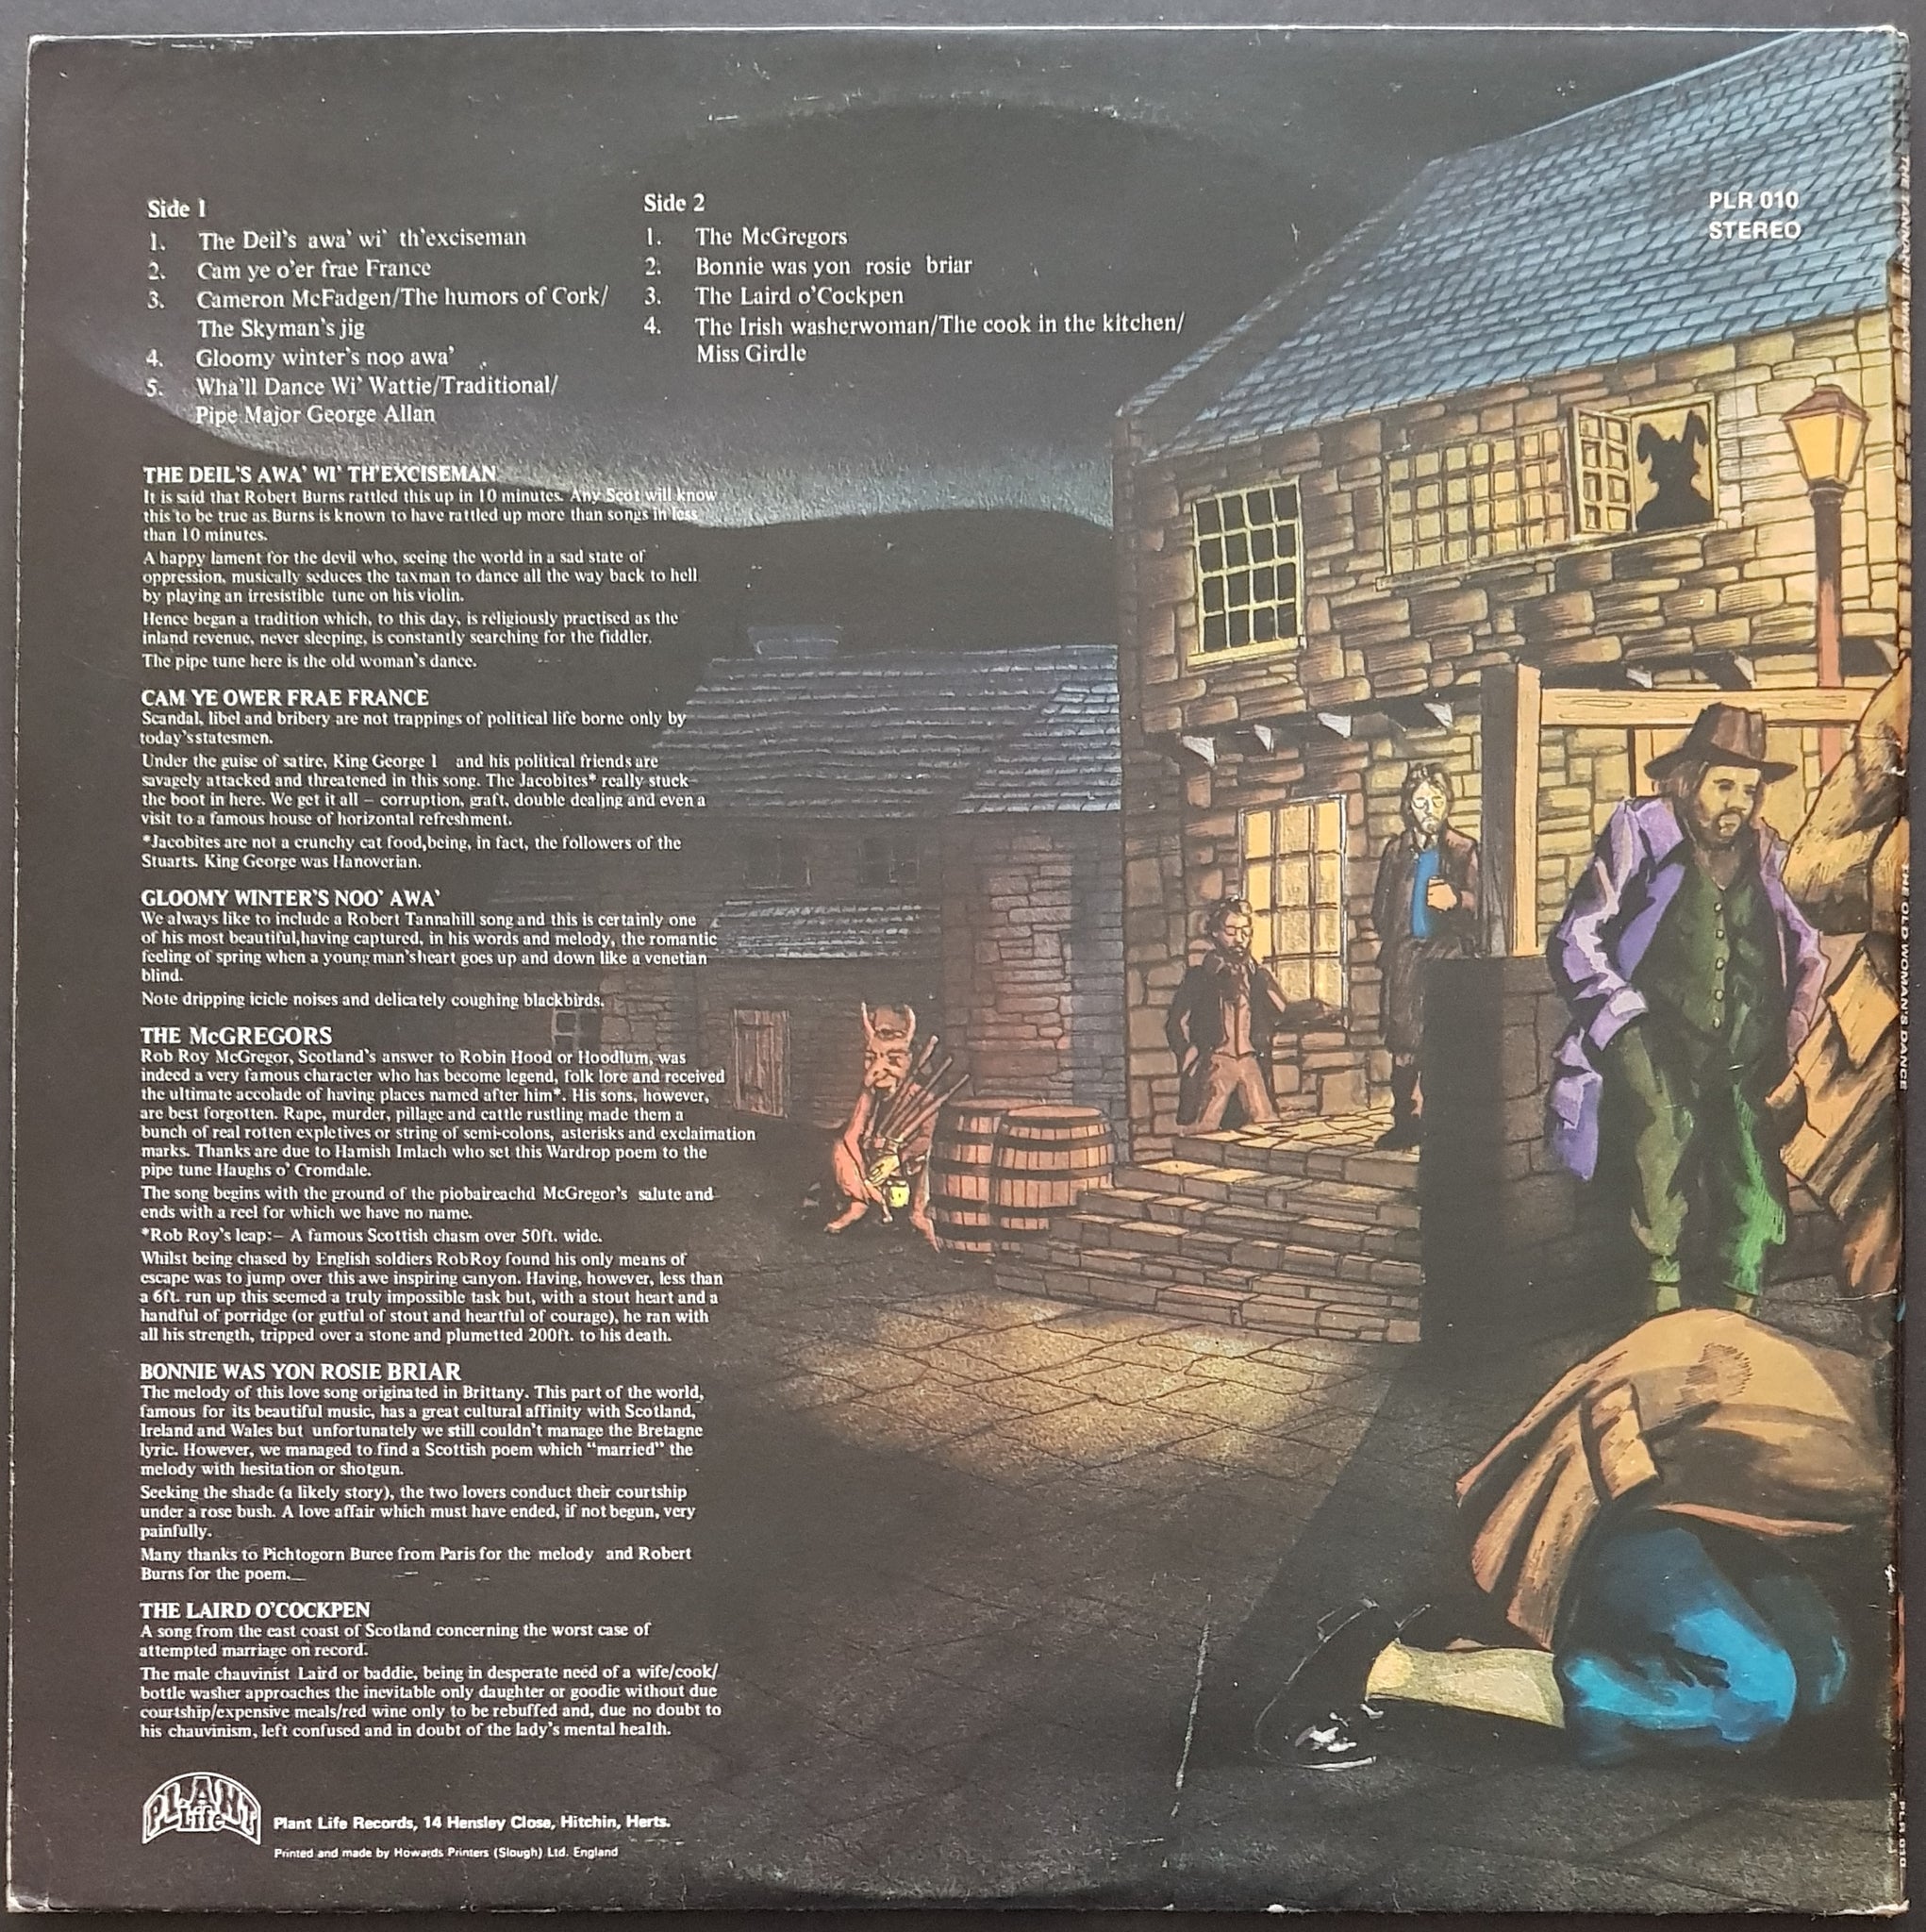 Side 1
1. The Deil's awa' wi' th'exciseman
2. Cam ye o'er frae France
3. Cameron McFadgen/The humors of Cork/
The Skyman's jig
4. Gloomy winter's noo awa'
5. Wha'll Dance Wi' Wattie/Traditional/
Pipe Major George Allan
Side 2
1. The McGregors
2. Bonnie was yon rosie briar
3. The Laird o'Cockpen
4. The Irish washerwoman/The cook in the kitchen/
Miss Girdle
PLR 010
STEREO
THE DEIL'S AWA' WI' TH'EXCISEMAN
It is said that Robert Burns rattled this up in 10 minutes. Any Scot will know
this to be true as Burns is known to have rattled up more than songs in less
than 10 minutes.
A happy lament for the devil who, seeing the world in a sad state of
oppression, musically seduces the taxman to dance all the way back to hell
by playing an irresistible tune on his violin.
Hence began a tradition which, to this day, is religiously practised as the
inland revenue, never sleeping, is constantly searching for the fiddler.
The pipe tune here is the old woman's dance.
CAM YE OWER FRAE FRANCE
Scandal, libel and bribery are not trappings of political life borne only by
today's statesmen.
Under the guise of satire, King George 1 and his political friends are
savagely attacked and threatened in this song. The Jacobites* really stuck
the boot in here. We get it all – corruption, graft, double dealing and even a
visit to a famous house of horizontal refreshment.
*Jacobites are not a crunchy cat food,being, in fact, the followers of the
Stuarts. King George was Hanoverian.
GLOOMY WINTER'S NOO' AWA'
We always like to include a Robert Tannahill song and this is certainly one
of his most beautiful,having captured, in his words and melody, the romantic
feeling of spring when a young man's heart goes up and down like a venetian
blind.
Note dripping icicle noises and delicately coughing blackbirds.
THE McGREGORS
Rob Roy McGregor, Scotland's answer to Robin Hood or Hoodlum, was
indeed a very famous character who has become legend, folk lore and received
the ultimate accolade of having places named after him*. His sons, however,
are best forgotten. Rape, murder, pillage and cattle rustling made them a
bunch of real rotten expletives or string of semi-colons, asterisks and exclaimation
marks. Thanks are due to Hamish Imlach who set this Wardrop poem to the
pipe tune Haughs o' Cromdale.
The song begins with the ground of the piobaireachd McGregor's salute and
ends with a reel for which we have no name.
*Rob Roy's leap:– A famous Scottish chasm over 50ft. wide.
Whilst being chased by English soldiers RobRoy found his only means of
escape was to jump over this awe inspiring canyon. Having, however, less than
a 6ft. run up this seemed a truly impossible task but, with a stout heart and a
handful of porridge (or gutful of stout and heartful of courage), he ran with
all his strength, tripped over a stone and plumetted 200ft. to his death.
BONNIE WAS YON ROSIE BRIAR
The melody of this love song originated in Brittany. This part of the world,
famous for its beautiful music, has a great cultural affinity with Scotland,
Ireland and Wales but unfortunately we still couldn't manage the Bretagne
lyric. However, we managed to find a Scottish poem which "married" the
melody with hesitation or shotgun.
Seeking the shade (a likely story), the two lovers conduct their courtship
under a rose bush. A love affair which must have ended, if not begun, very
painfully.
Many thanks to Pichtogorn Buree from Paris for the melody and Robert
Burns for the poem.
THE LAIRD O'COCKPEN
A song from the east coast of Scotland concerning the worst case of
attempted marriage on record.
The male chauvinist Laird or baddie, being in desperate need of a wife/cook/
bottle washer approaches the inevitable only daughter or goodie without due
courtship/expensive meals/red wine only to be rebuffed and, due no doubt to
his chauvinism, left confused and in doubt of the lady's mental health.
PLANT Life
Plant Life Records, 14 Hensley Close, Hitchin, Herts.
Printed and made by Howards Printers (Slough) Ltd. England
THE OLD WOMAN'S DANCE
PLR 010